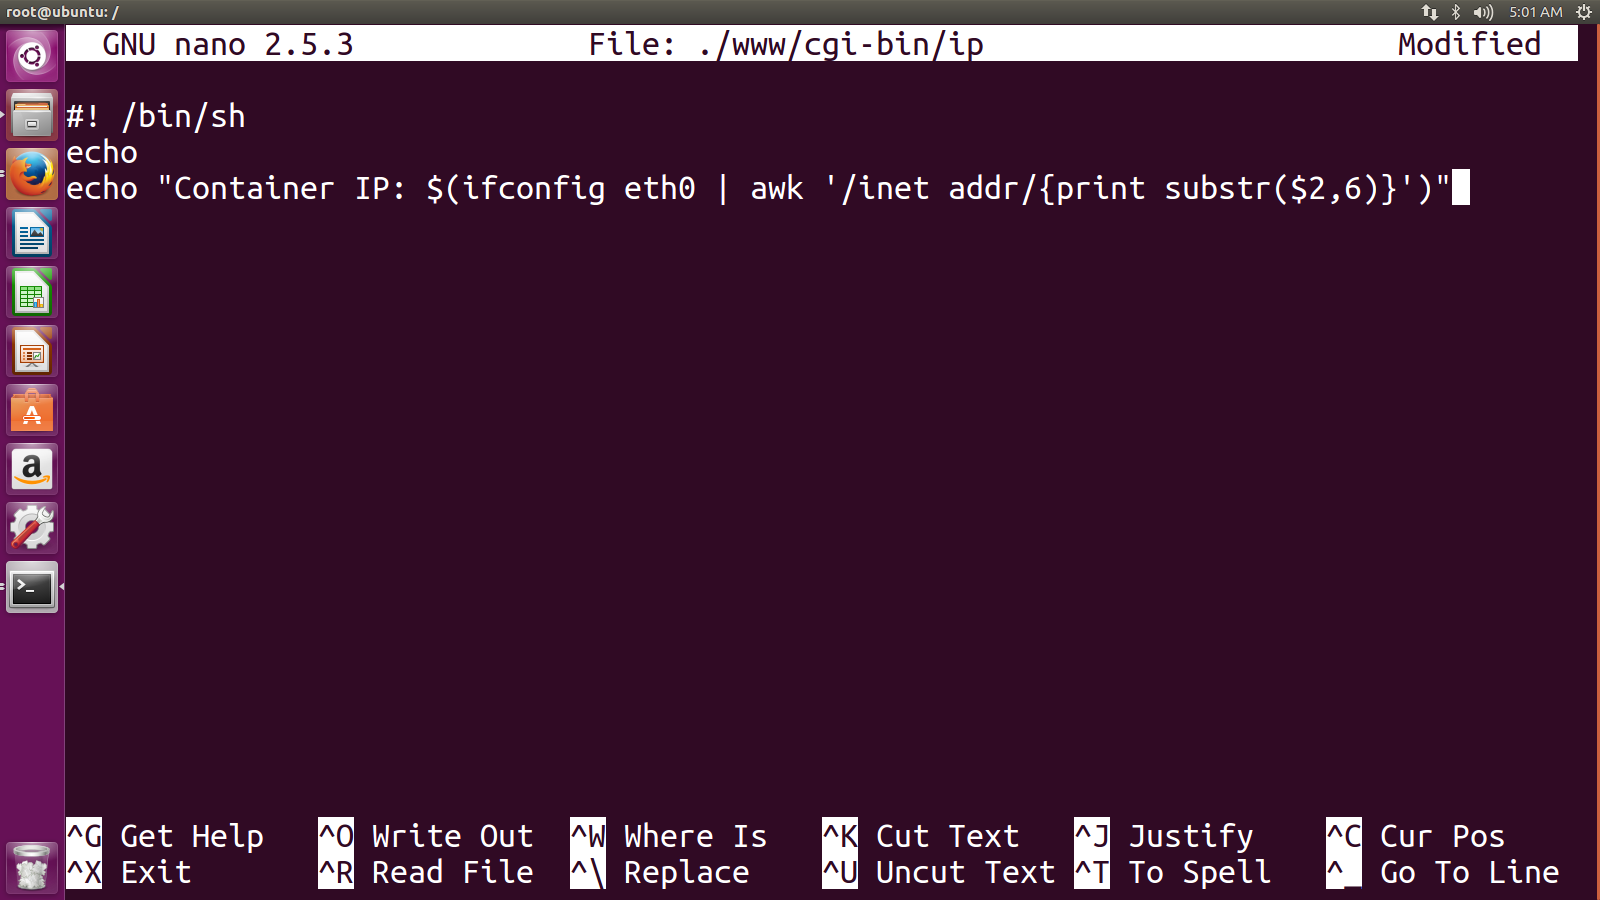 root@ubuntu: /
5:01 AM
GNU nano 2.5.3 File: ./www/cgi-bin/ip Modified
#! /bin/sh
echo
echo "Container IP: $(ifconfig eth0 | awk '/inet addr/{print substr($2,6)}')"
^G Get Help ^O Write Out ^W Where Is ^K Cut Text ^J Justify ^C Cur Pos
^X Exit ^R Read File ^\ Replace ^U Uncut Text ^T To Spell ^_ Go To Line